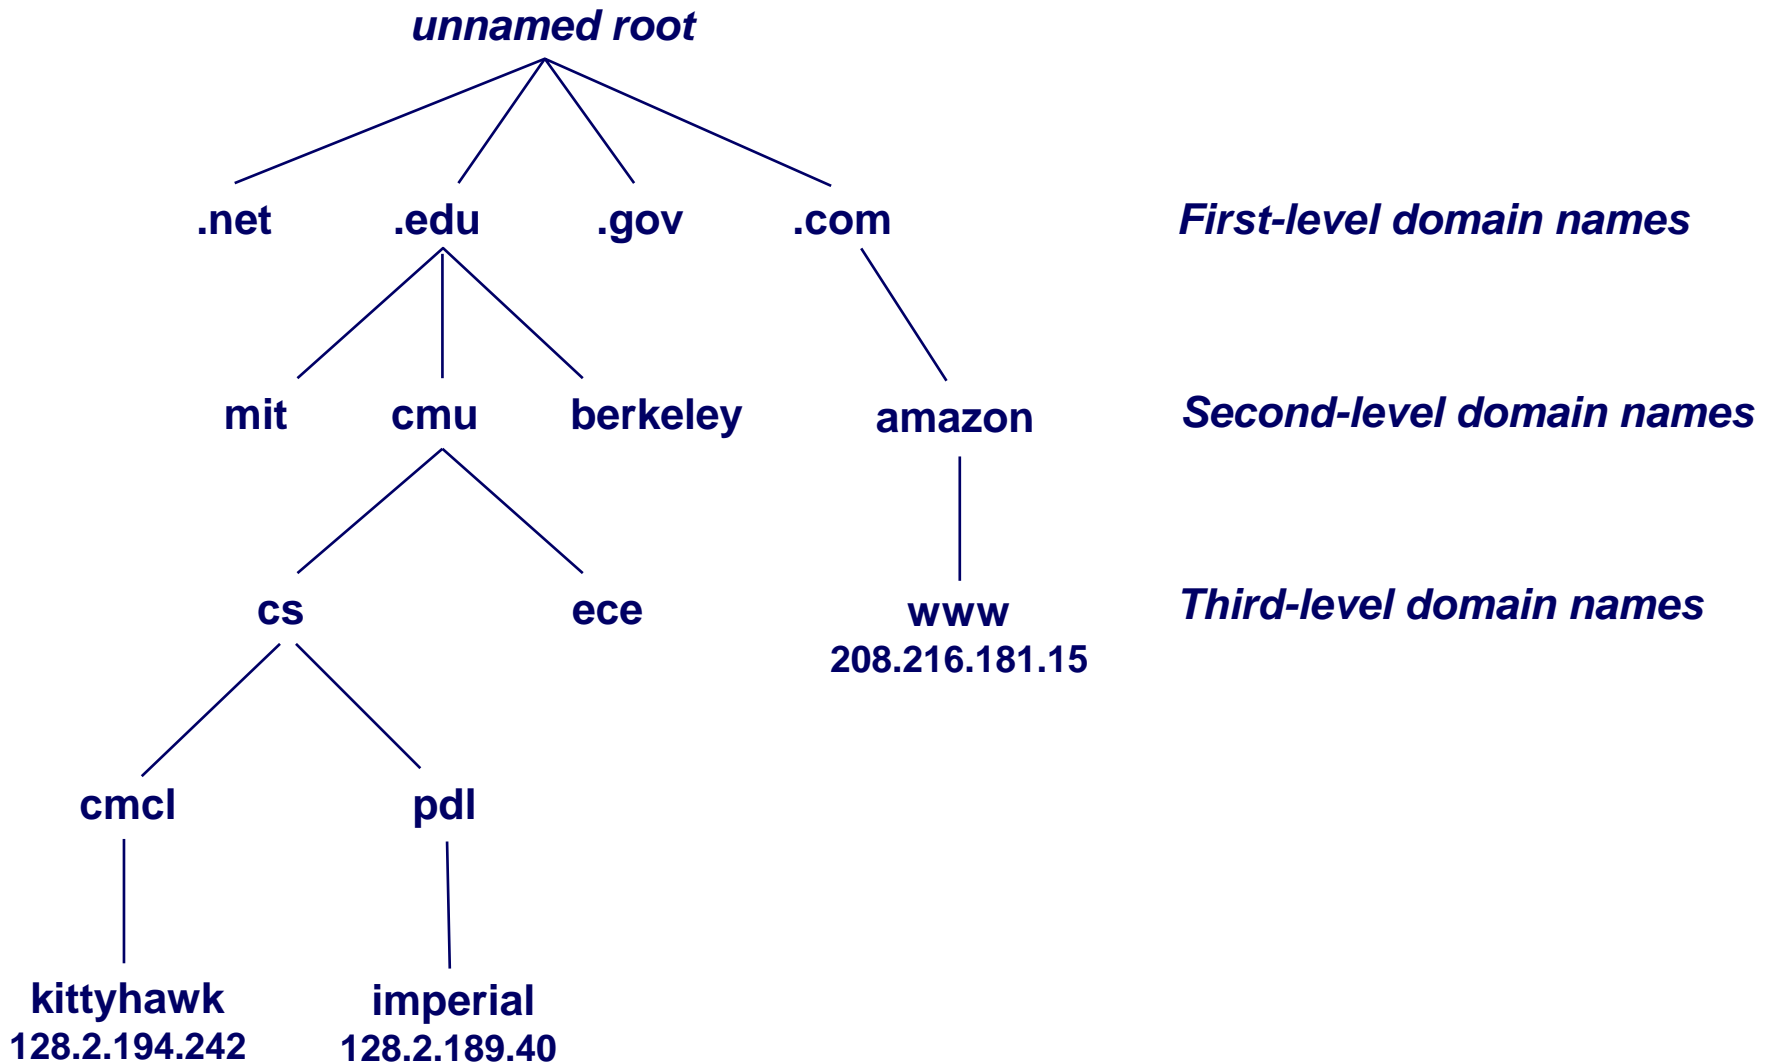 unnamed root
.net .edu .gov .com First-level domain names
mit cmu berkeley amazon Second-level domain names
cs ece www Third-level domain names
208.216.181.15
cmcl pdl
kittyhawk imperial
128.2.194.242 128.2.189.40